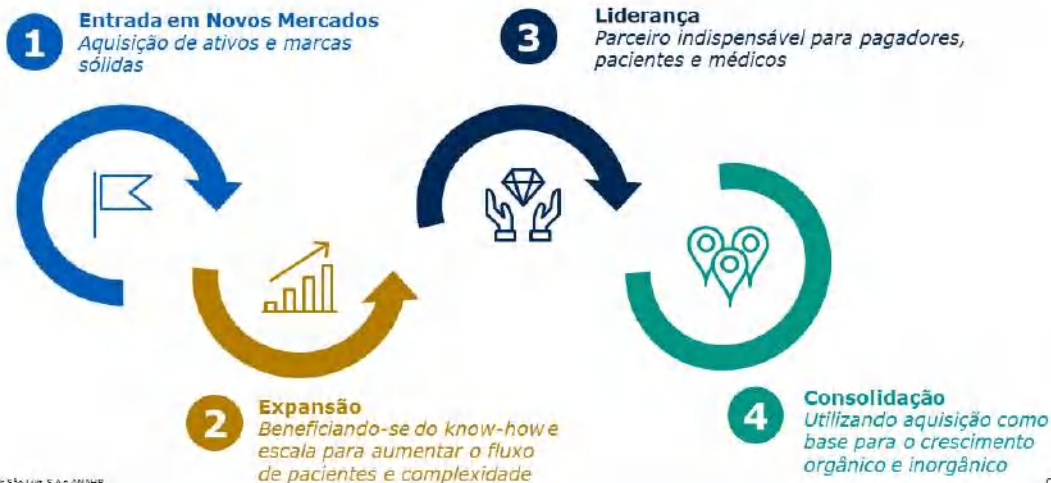 1
Entrada em Novos Mercados
Aquisição de ativos e marcas
sólidas
3
Liderança
Parceiro indispensável para pagadores,
pacientes e médicos
2
Expansão
Beneficiando-se do know-how e
escala para aumentar o fluxo
de pacientes e complexidade
4
Consolidação
Utilizando aquisição como
base para o crescimento
orgânico e inorgânico